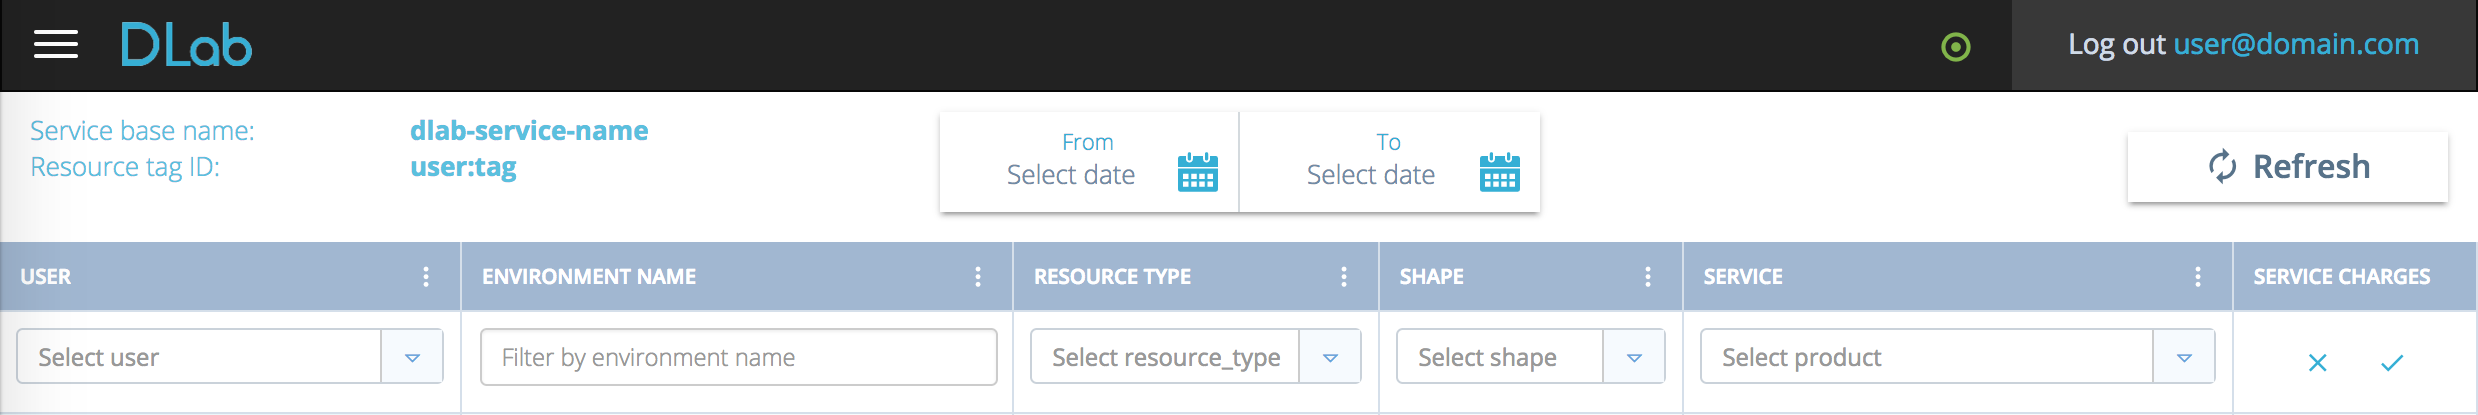 DLab
Log out user@domain.com
Service base name: dlab-service-name
Resource tag ID: user:tag
From
Select date
To
Select date
Refresh
USER ENVIRONMENT NAME RESOURCE TYPE SHAPE SERVICE SERVICE CHARGES
Select user Filter by environment name Select resource_type Select shape Select product